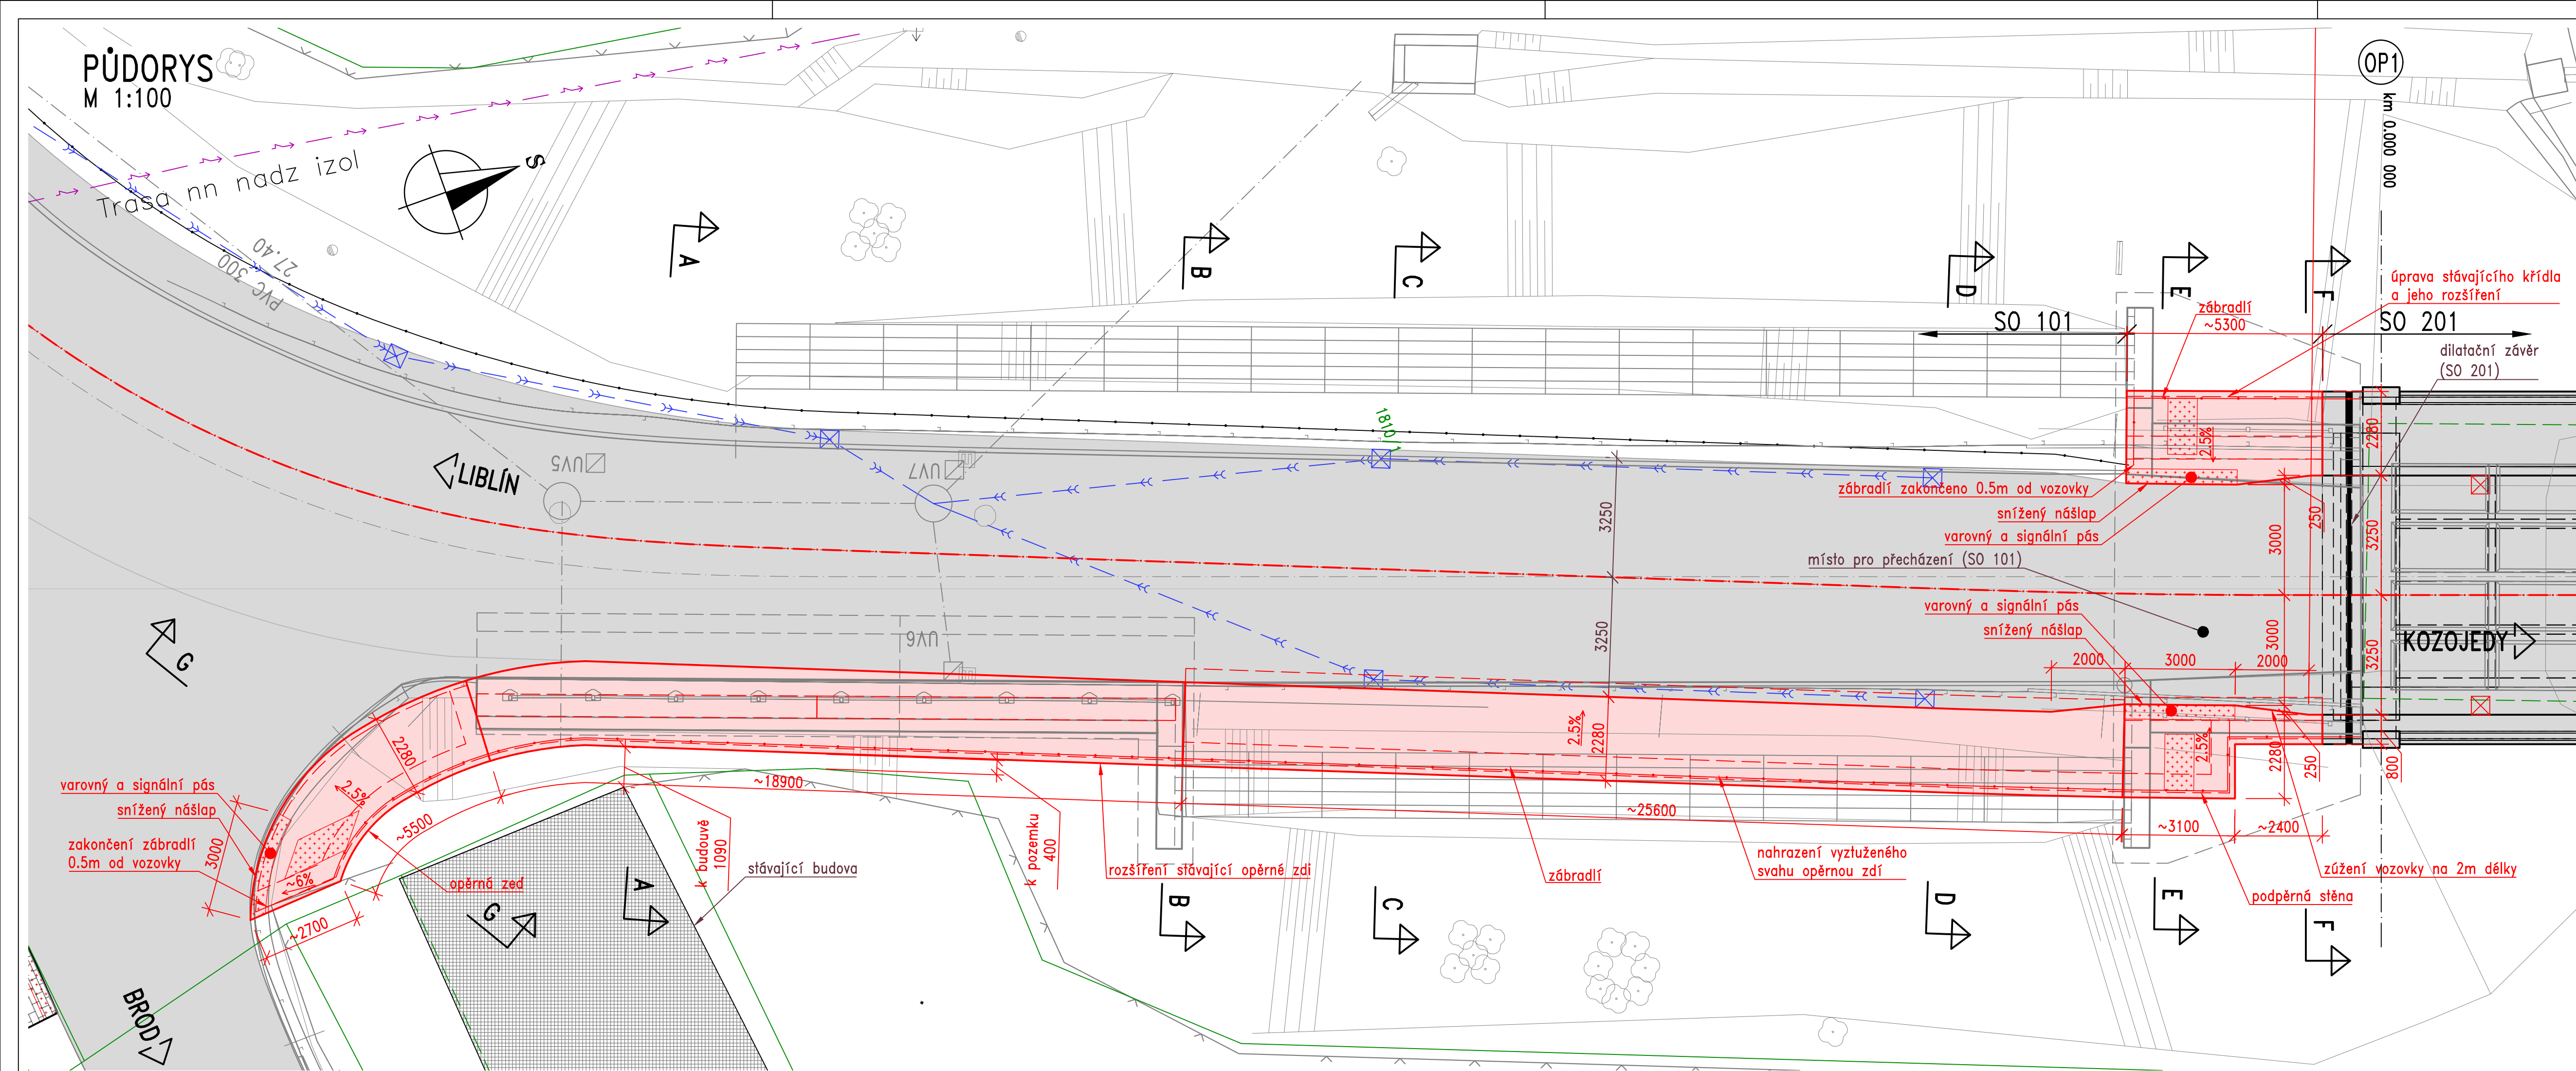 PŮDORYS
M 1:100
Trasa nn nadz izol
27.40
PVC 300
S
A
B
C
D
E
F
OP1
km 0.000 000
úprava stávajícího křídla
a jeho rozšíření
zábradlí
~5300
SO 101
SO 201
dilatační závěr
(SO 201)
1810/1
LIBLÍN
UV5
UV7
UV6
2.5%
2280
zábradlí zakončeno 0.5m od vozovky
snížený nášlap
varovný a signální pás
místo pro přecházení (SO 101)
3250
3250
3000
250
3250
varovný a signální pás
snížený nášlap
2000
3000
2000
3000
3250
KOZOJEDY
G
2280
2.5%
2.5%
2280
2.5%
2280
250
800
varovný a signální pás
snížený nášlap
zakončení zábradlí
0.5m od vozovky
3000
~6%
~5500
~2700
opěrná zeď
~18900
k budouvě
1090
k pozemku
400
stávající budova
rozšíření stávající opěrné zdi
~25600
zábradlí
nahrazení vyztuženého
svahu opěrnou zdí
~3100
~2400
zúžení vozovky na 2m délky
podpěrná stěna
G
A
B
C
D
E
F
BROD